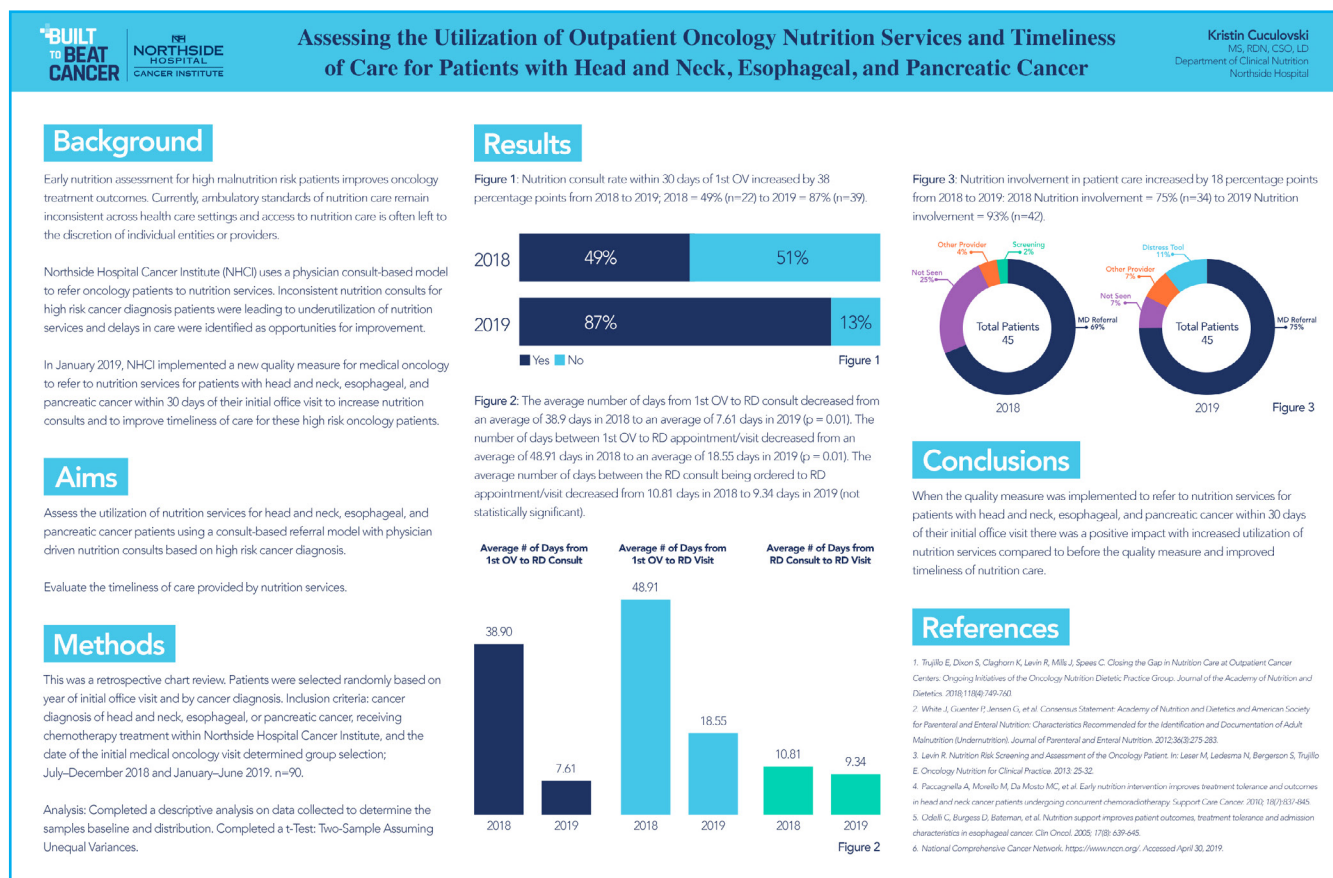 BUILT
TO BEAT
CANCER
NORTHSIDE
HOSPITAL
CANCER INSTITUTE
Assessing the Utilization of Outpatient Oncology Nutrition Services and Timeliness
of Care for Patients with Head and Neck, Esophageal, and Pancreatic Cancer
Kristin Cuculovski
MS, RDN, CSO, LD
Department of Clinical Nutrition
Northside Hospital
Background
Early nutrition assessment for high malnutrition risk patients improves oncology
treatment outcomes. Currently, ambulatory standards of nutrition care remain
inconsistent across health care settings and access to nutrition care is often left to
the discretion of individual entities or providers.
Northside Hospital Cancer Institute (NHCI) uses a physician consult-based model
to refer oncology patients to nutrition services. Inconsistent nutrition consults for
high risk cancer diagnosis patients were leading to underutilization of nutrition
services and delays in care were identified as opportunities for improvement.
In January 2019, NHCI implemented a new quality measure for medical oncology
to refer to nutrition services for patients with head and neck, esophageal, and
pancreatic cancer within 30 days of their initial office visit to increase nutrition
consults and to improve timeliness of care for these high risk oncology patients.
Aims
Assess the utilization of nutrition services for head and neck, esophageal, and
pancreatic cancer patients using a consult-based referral model with physician
driven nutrition consults based on high risk cancer diagnosis.
Evaluate the timeliness of care provided by nutrition services.
Methods
This was a retrospective chart review. Patients were selected randomly based on
year of initial office visit and by cancer diagnosis. Inclusion criteria: cancer
diagnosis of head and neck, esophageal, or pancreatic cancer, receiving
chemotherapy treatment within Northside Hospital Cancer Institute, and the
date of the initial medical oncology visit determined group selection;
July–December 2018 and January–June 2019. n=90.
Analysis: Completed a descriptive analysis on data collected to determine the
samples baseline and distribution. Completed a t-Test: Two-Sample Assuming
Unequal Variances.
Results
Figure 1: Nutrition consult rate within 30 days of 1st OV increased by 38
percentage points from 2018 to 2019; 2018 = 49% (n=22) to 2019 = 87% (n=39).
2018
49%
51%
2019
87%
13%
Yes No
Figure 1
Figure 2: The average number of days from 1st OV to RD consult decreased from
an average of 38.9 days in 2018 to an average of 7.61 days in 2019 (p = 0.01). The
number of days between 1st OV to RD appointment/visit decreased from an
average of 48.91 days in 2018 to an average of 18.55 days in 2019 (p = 0.01). The
average number of days between the RD consult being ordered to RD
appointment/visit decreased from 10.81 days in 2018 to 9.34 days in 2019 (not
statistically significant).
Average # of Days from
1st OV to RD Consult
38.90
7.61
2018
2019
Average # of Days from
1st OV to RD Visit
48.91
18.55
2018
2019
Average # of Days from
RD Consult to RD Visit
10.81
9.34
2018
2019
Figure 2
Figure 3: Nutrition involvement in patient care increased by 18 percentage points
from 2018 to 2019: 2018 Nutrition involvement = 75% (n=34) to 2019 Nutrition
involvement = 93% (n=42).
Other Provider
4%
Screening
2%
Not Seen
25%
Total Patients
45
MD Referral
69%
2018
Distress Tool
11%
Other Provider
7%
Not Seen
7%
Total Patients
45
MD Referral
75%
2019
Figure 3
Conclusions
When the quality measure was implemented to refer to nutrition services for
patients with head and neck, esophageal, and pancreatic cancer within 30 days
of their initial office visit there was a positive impact with increased utilization of
nutrition services compared to before the quality measure and improved
timeliness of nutrition care.
References
1. Trujillo E, Dixon S, Claghorn K, Levin R, Mills J, Spees C. Closing the Gap in Nutrition Care at Outpatient Cancer
Centers. Ongoing Initiatives of the Oncology Nutrition Dietetic Practice Group. Journal of the Academy of Nutrition and
Dietetics. 2018;118(4):749-760.
2. White J, Guenter P, Jensen G, et al. Consensus Statement: Academy of Nutrition and Dietetics and American Society
for Parenteral and Enteral Nutrition: Characteristics Recommended for the Identification and Documentation of Adult
Malnutrition (Undernutrition). Journal of Parenteral and Enteral Nutrition. 2012;36(3):275-283.
3. Levin R. Nutrition Risk Screening and Assessment of the Oncology Patient. In: Leser M, Ledesma N, Bergerson S, Trujillo
E. Oncology Nutrition for Clinical Practice. 2013: 25-32.
4. Paccagnella A, Morello M, Da Mosto MC, et al. Early nutrition intervention improves treatment tolerance and outcomes
in head and neck cancer patients undergoing concurrent chemoradiotherapy. Support Care Cancer. 2010; 18(7):837-845.
5. Odelli C, Burgess D, Bateman, et al. Nutrition support improves patient outcomes, treatment tolerance and admission
characteristics in esophageal cancer. Clin Oncol. 2005; 17(8): 639-645.
6. National Comprehensive Cancer Network. https://www.nccn.org/. Accessed April 30, 2019.